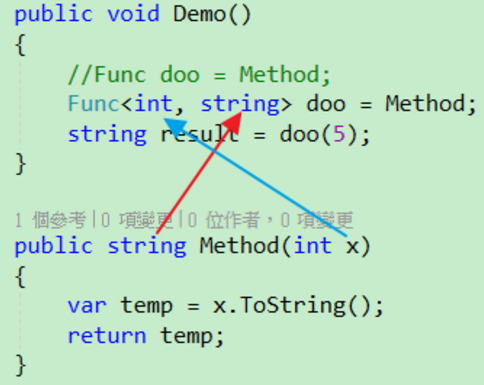 public void Demo()
{
//Func doo = Method;
Func<int, string> doo = Method;
string result = doo(5);
}
1 個參考|0 項變更|0 位作者，0 項變更
public string Method(int x)
{
var temp = x.ToString();
return temp;
}